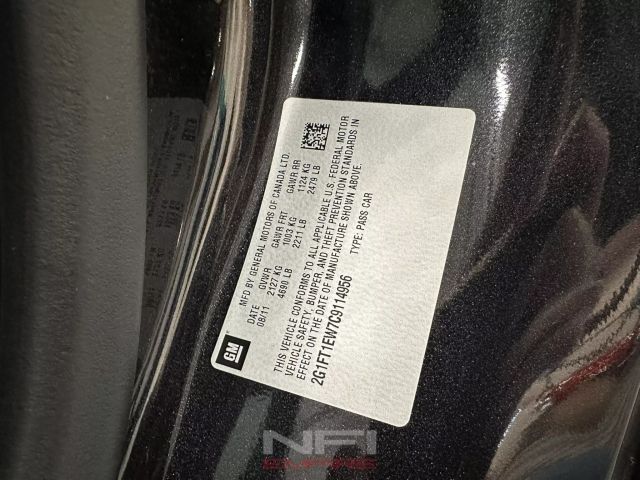 GM
MFD BY GENERAL MOTORS OF CANADA LTD
DATE GVWR GAWR FRT GAWR RR
08/11 2127 KG 1003 KG 1124 KG
4690 LB 2211 LB 2479 LB
THIS VEHICLE CONFORMS TO ALL APPLICABLE U.S. FEDERAL MOTOR
VEHICLE SAFETY, BUMPER, AND THEFT PREVENTION STANDARDS IN
EFFECT ON THE DATE OF MANUFACTURE SHOWN ABOVE.
2G1FT1EW7C9114956 TYPE: PASS CAR
NFI
EMPIRE